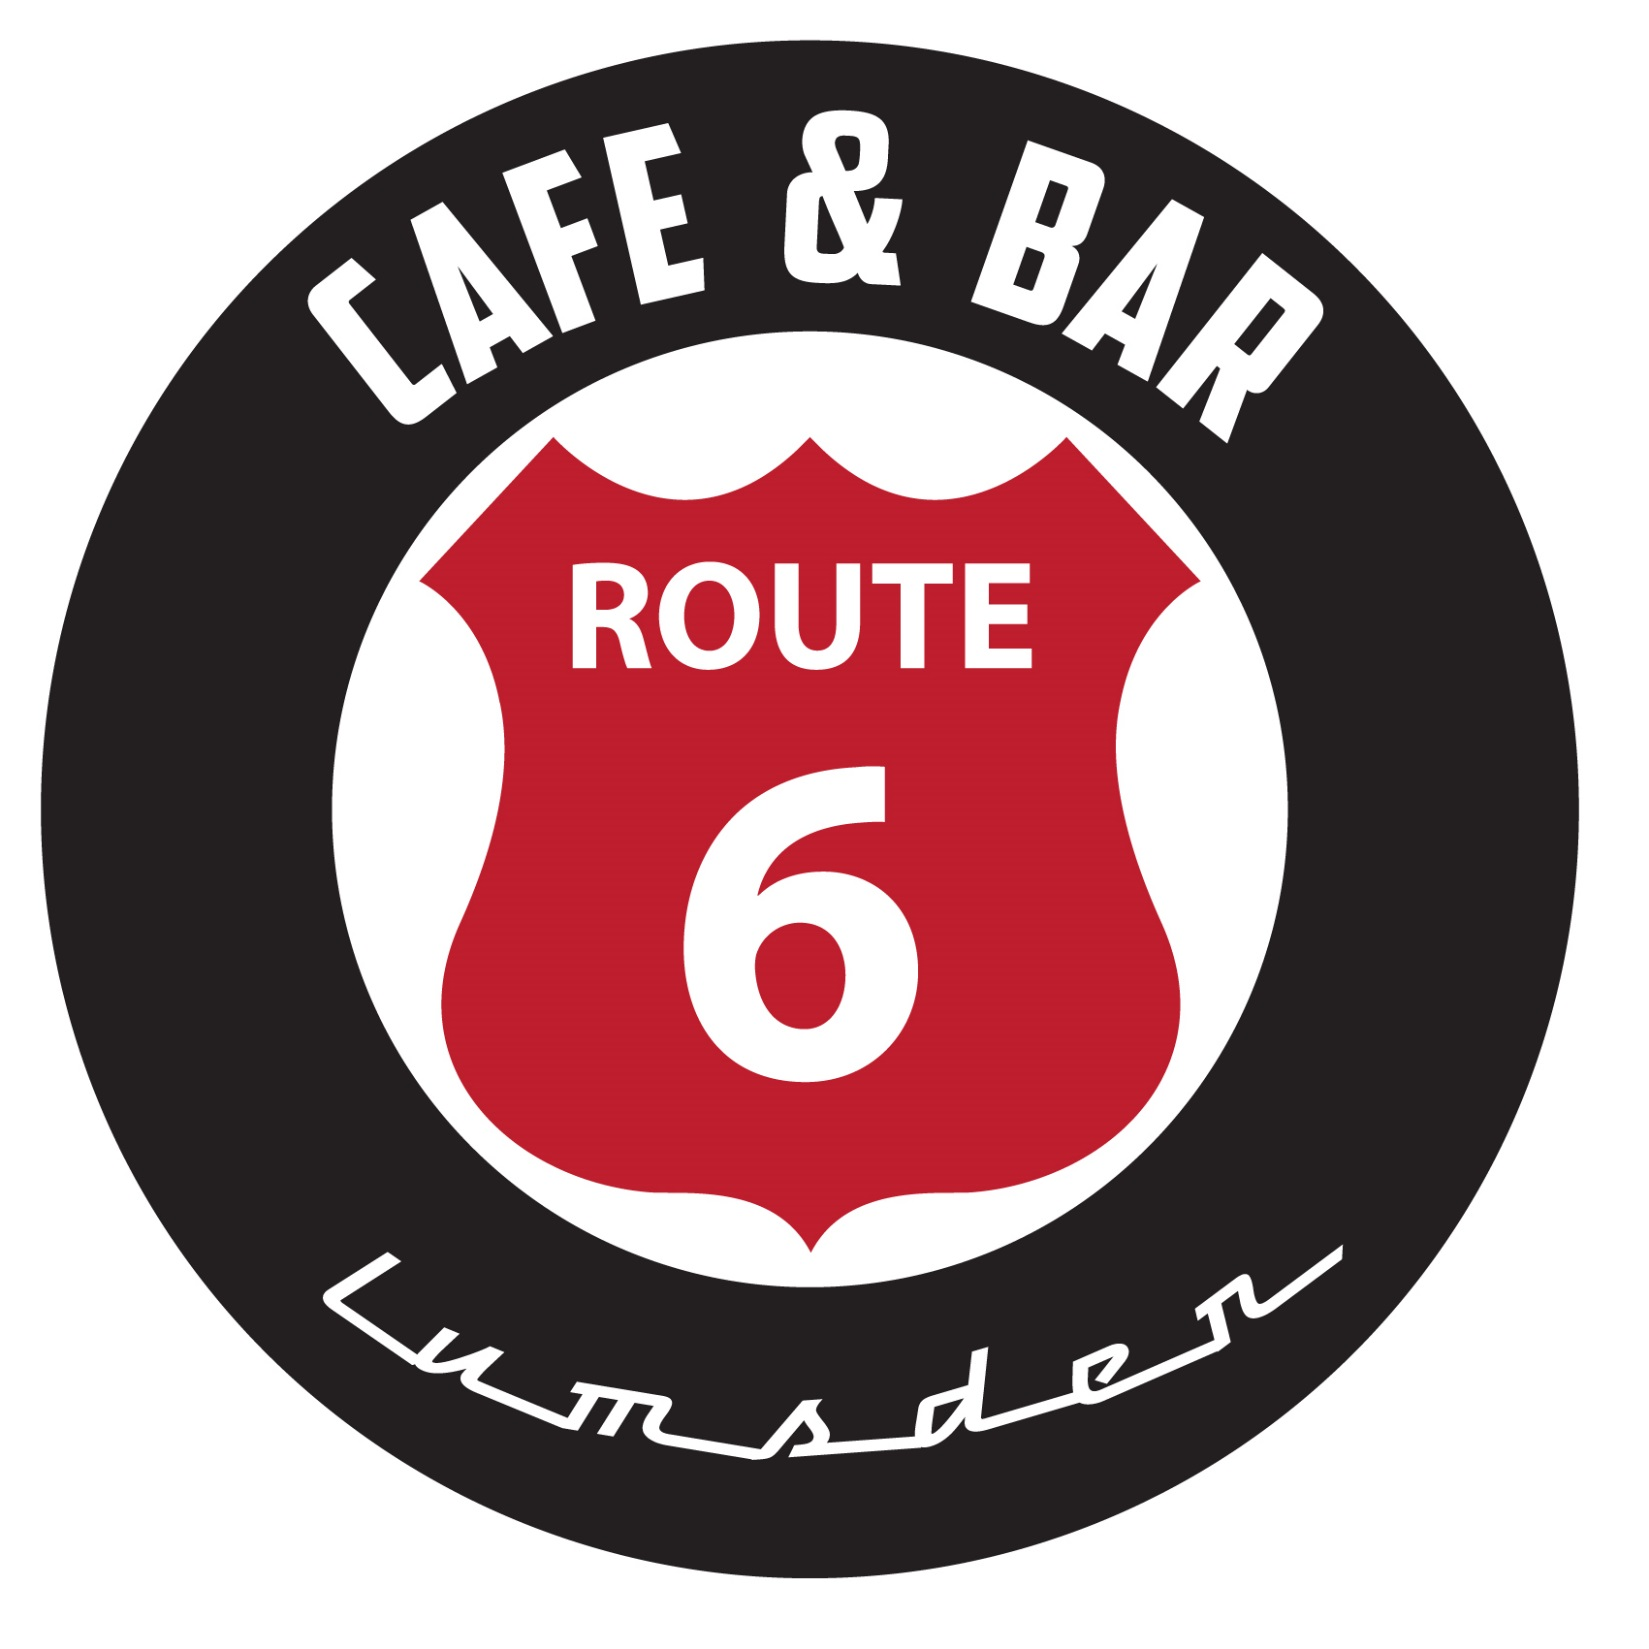 CAFE & BAR
ROUTE
6
Lumsden